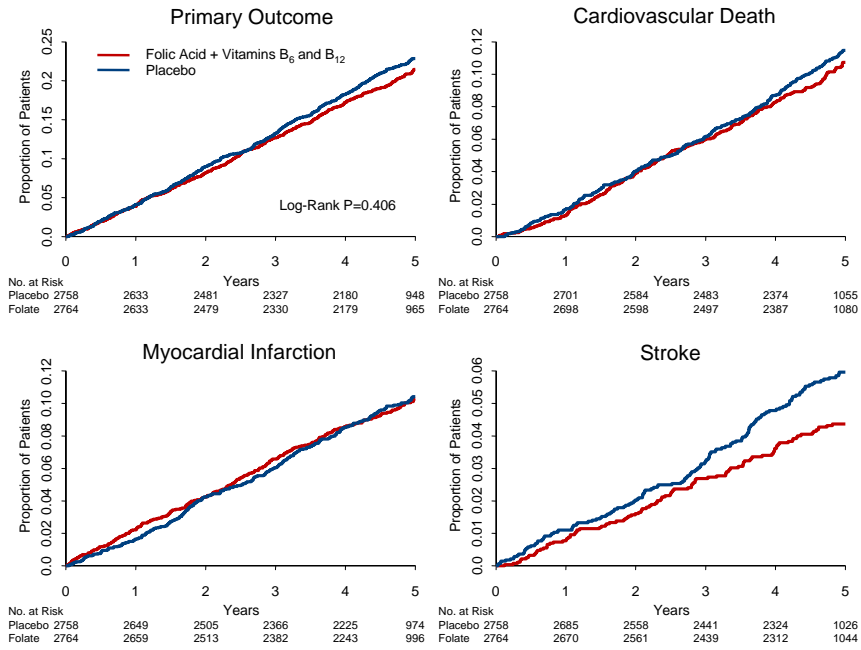 Primary Outcome
Proportion of Patients
0.0 0.05 0.10 0.15 0.20 0.25
Folic Acid + Vitamins B6 and B12
Placebo
Log-Rank P=0.406
0 1 2 3 4 5
Years
No. at Risk
Placebo 2758 2633 2481 2327 2180 948
Folate 2764 2633 2479 2330 2179 965
Cardiovascular Death
Proportion of Patients
0.0 0.02 0.04 0.06 0.08 0.10 0.12
0 1 2 3 4 5
Years
No. at Risk
Placebo 2758 2701 2584 2483 2374 1055
Folate 2764 2698 2598 2497 2387 1080
Myocardial Infarction
Proportion of Patients
0.0 0.02 0.04 0.06 0.08 0.10 0.12
0 1 2 3 4 5
Years
No. at Risk
Placebo 2758 2649 2505 2366 2225 974
Folate 2764 2659 2513 2382 2243 996
Stroke
Proportion of Patients
0.0 0.01 0.02 0.03 0.04 0.05 0.06
0 1 2 3 4 5
Years
No. at Risk
Placebo 2758 2685 2558 2441 2324 1026
Folate 2764 2670 2561 2439 2312 1044